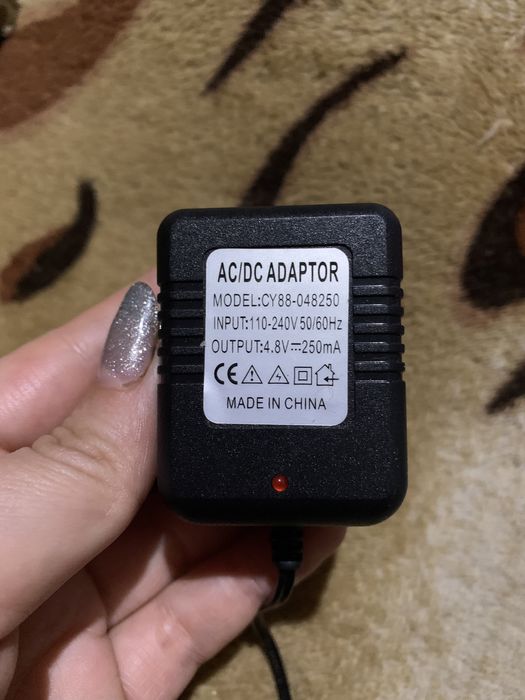 AC/DC ADAPTOR
MODEL:CY88-048250
INPUT:110-240V 50/60Hz
OUTPUT:4.8V⎓250mA
CE
MADE IN CHINA